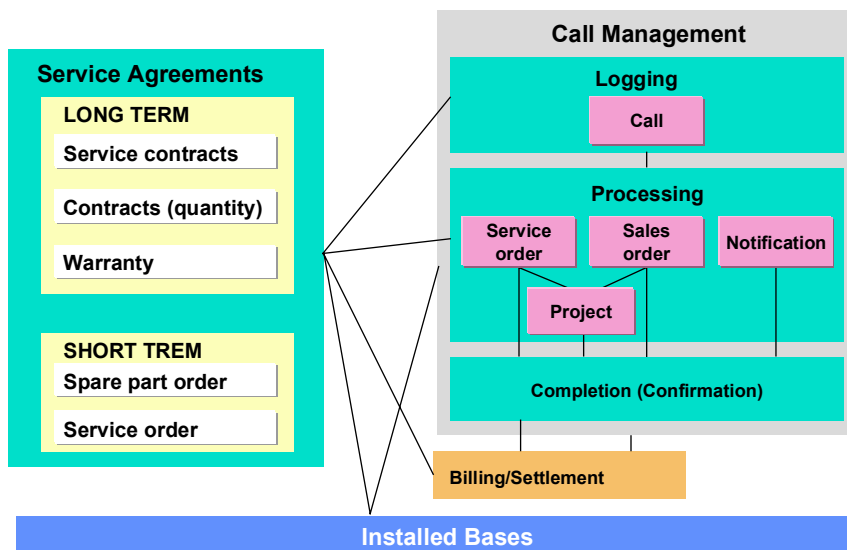 Service Agreements
LONG TERM
Service contracts
Contracts (quantity)
Warranty
SHORT TREM
Spare part order
Service order
Call Management
Logging
Call
Processing
Service
order
Sales
order
Notification
Project
Completion (Confirmation)
Billing/Settlement
Installed Bases